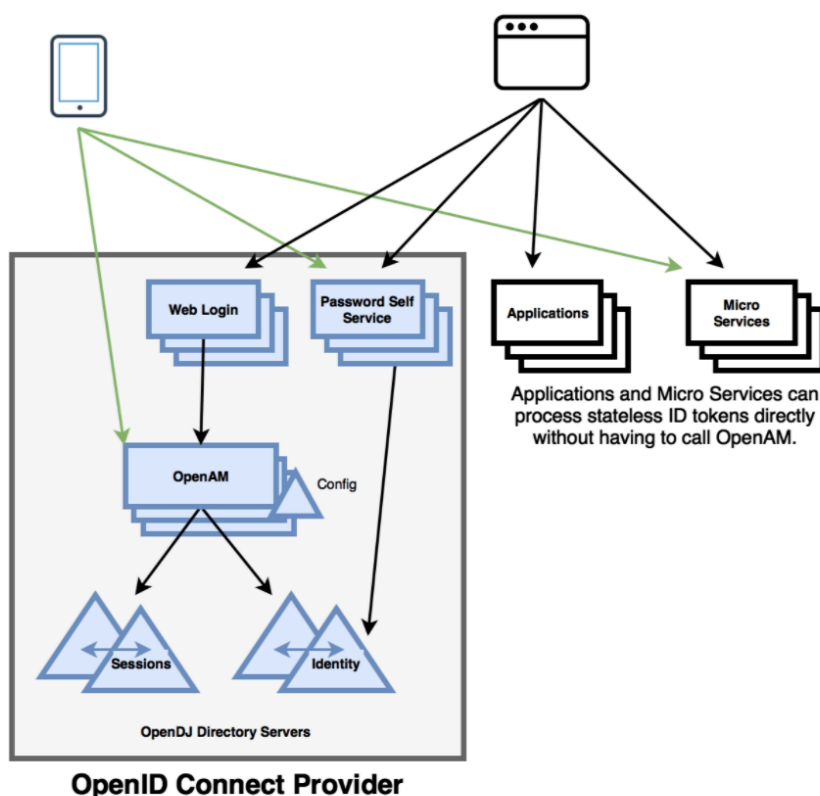 Web Login
Password Self
Service
Applications
Micro
Services
Applications and Micro Services can
process stateless ID tokens directly
without having to call OpenAM.
OpenAM
Config
Sessions
Identity
OpenDJ Directory Servers
OpenID Connect Provider